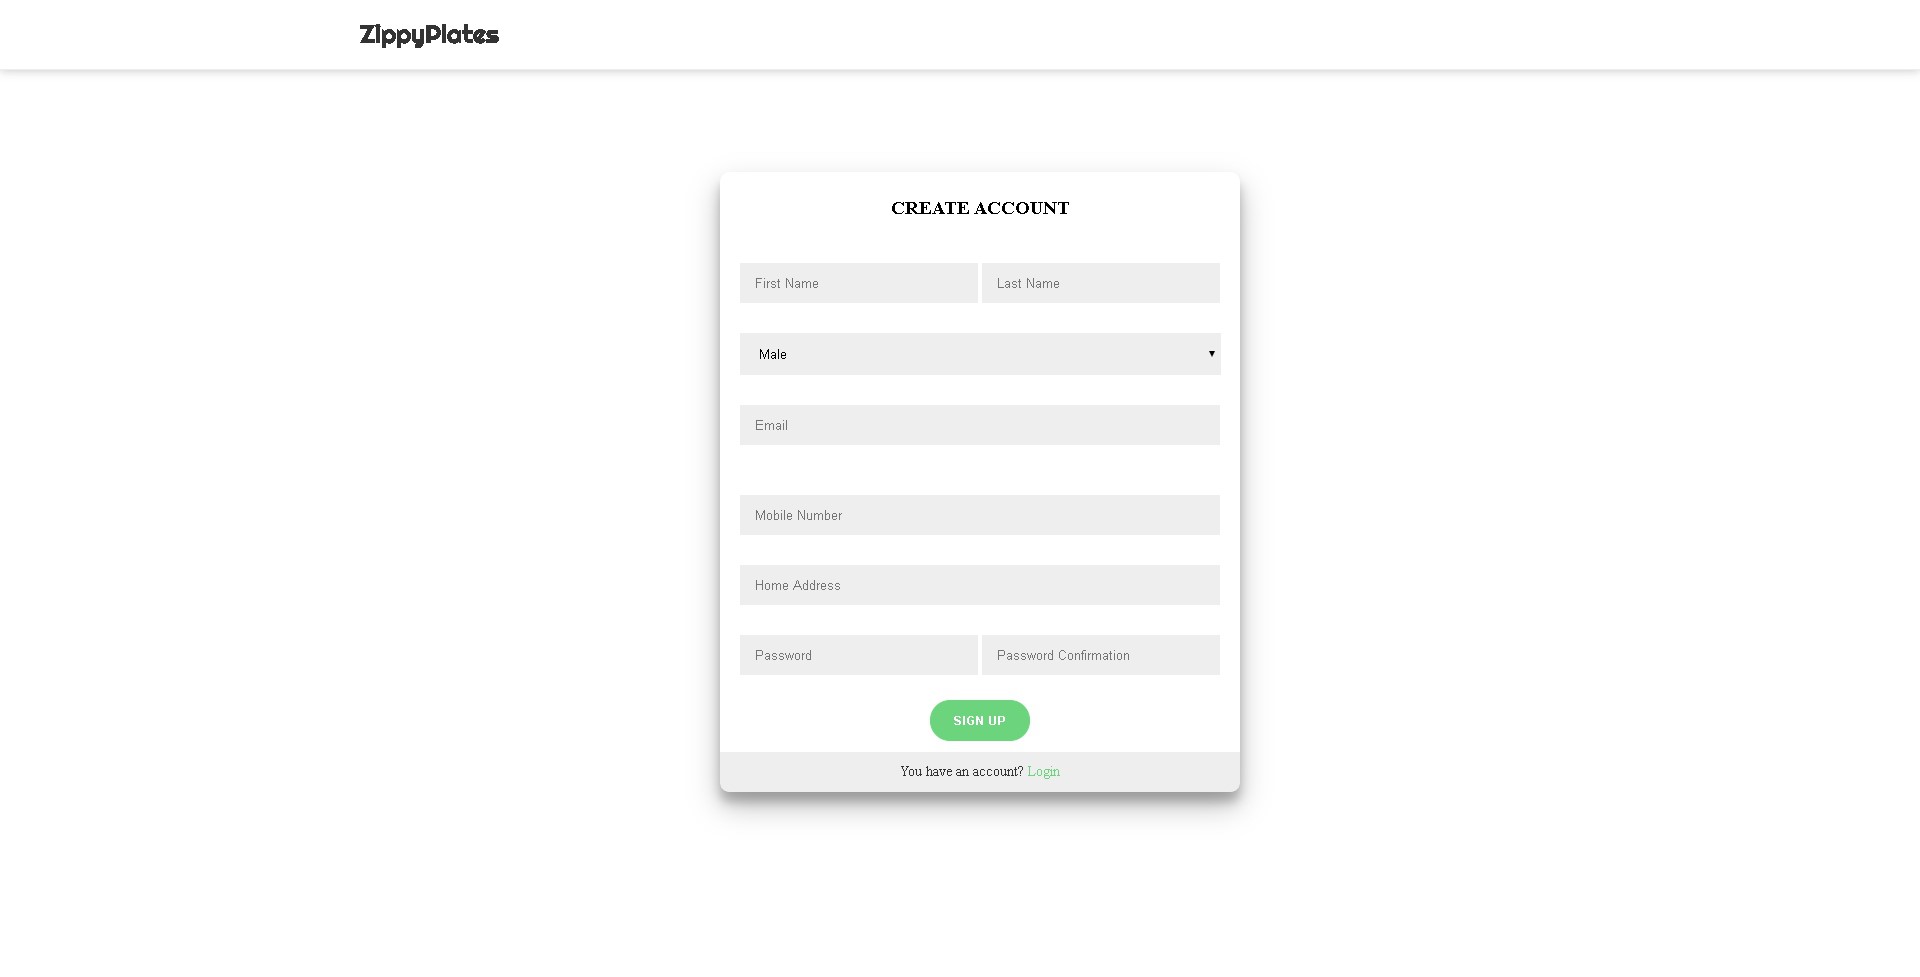 ZippyPlates
CREATE ACCOUNT
First Name Last Name
Male
Email
Mobile Number
Home Address
Password Password Confirmation
SIGN UP
You have an account? Login